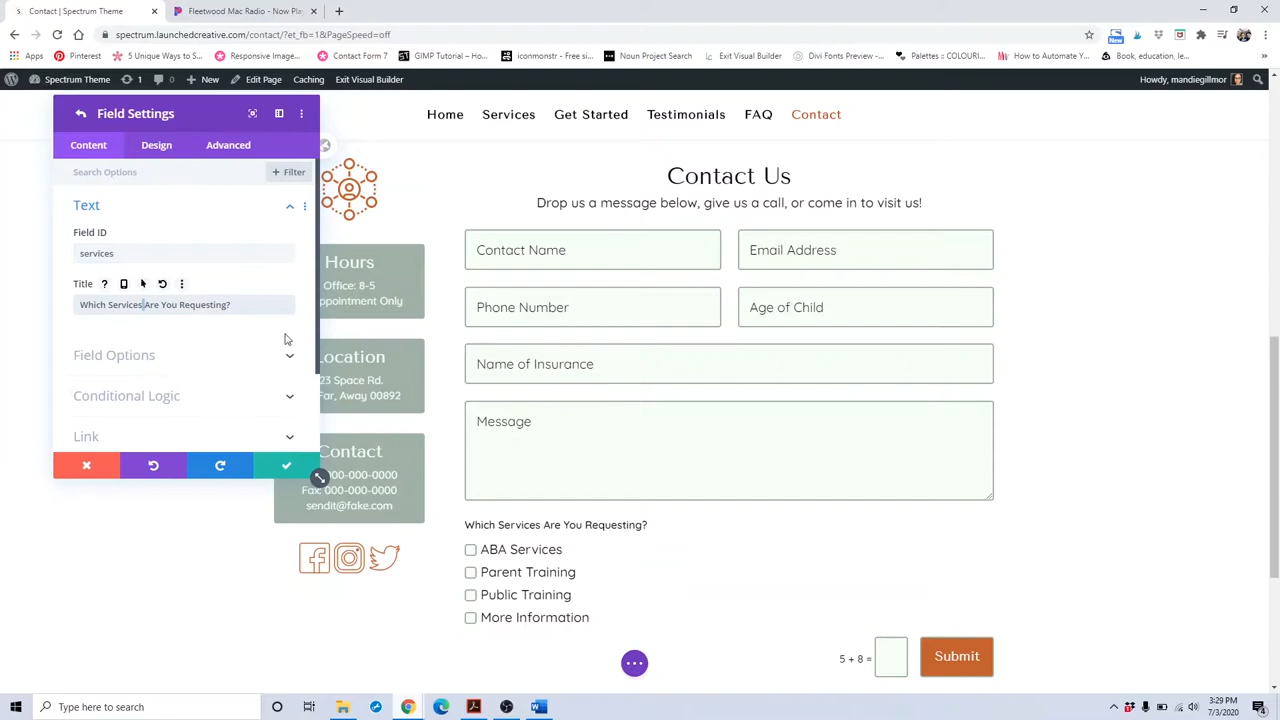 Contact | Spectrum Theme
Fleetwood Mac Radio - Now Play
spectrum.launchedcreative.com/contact/?et_fb=1&PageSpeed=off
New
Apps
Pinterest
5 Unique Ways to S...
Responsive Image...
Contact Form 7
GIMP Tutorial – Ho...
iconmonstr - Free si...
Noun Project Search
Exit Visual Builder
Divi Fonts Preview -...
Palettes :: COLOURl...
How to Automate Y...
Book, education, le...
Spectrum Theme
1
0
New
Edit Page
Caching
Exit Visual Builder
Howdy, mandiegillmor
Field Settings
Content
Design
Advanced
Search Options
+ Filter
Text
Field ID
services
Title
Which Services Are You Requesting?
Field Options
Conditional Logic
Link
Home
Services
Get Started
Testimonials
FAQ
Contact
Hours
Office: 8-5
ppointment Only
Location
23 Space Rd.
Far, Away 00892
Contact
000-000-0000
Fax: 000-000-0000
sendit@fake.com
Contact Us
Drop us a message below, give us a call, or come in to visit us!
Contact Name
Email Address
Phone Number
Age of Child
Name of Insurance
Message
Which Services Are You Requesting?
ABA Services
Parent Training
Public Training
More Information
5 + 8 =
Submit
Type here to search
3:29 PM
7/3/2020
4